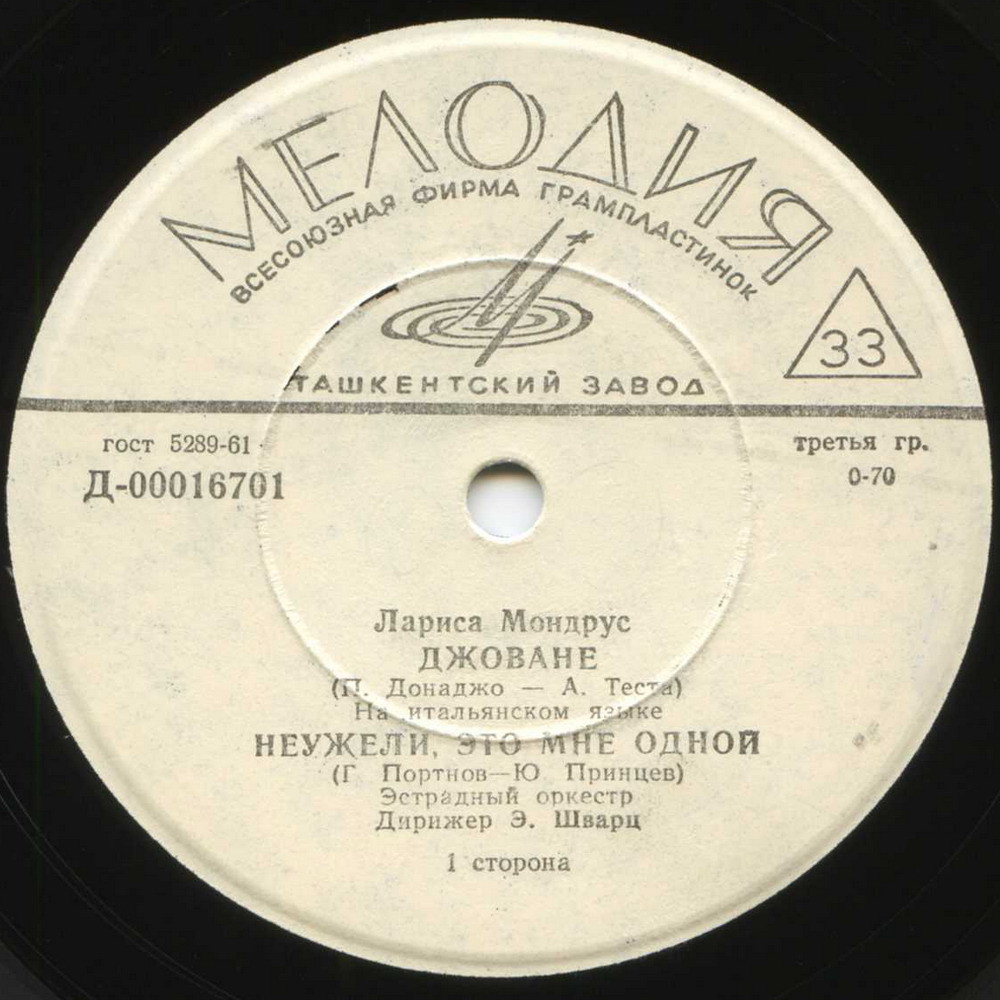 МЕЛОДИЯ
ВСЕСОЮЗНАЯ ФИРМА ГРАМПЛАСТИНОК
33
ТАШКЕНТСКИЙ ЗАВОД
гост 5289-61
третья гр.
Д-00016701
0-70
Лариса Мондрус
ДЖОВАНЕ
(П. Донаджо — А. Теста)
На итальянском языке
НЕУЖЕЛИ, ЭТО МНЕ ОДНОЙ
(Г Портнов—Ю Принцев)
Эстрадный оркестр
Дирижер Э. Шварц
1 сторона